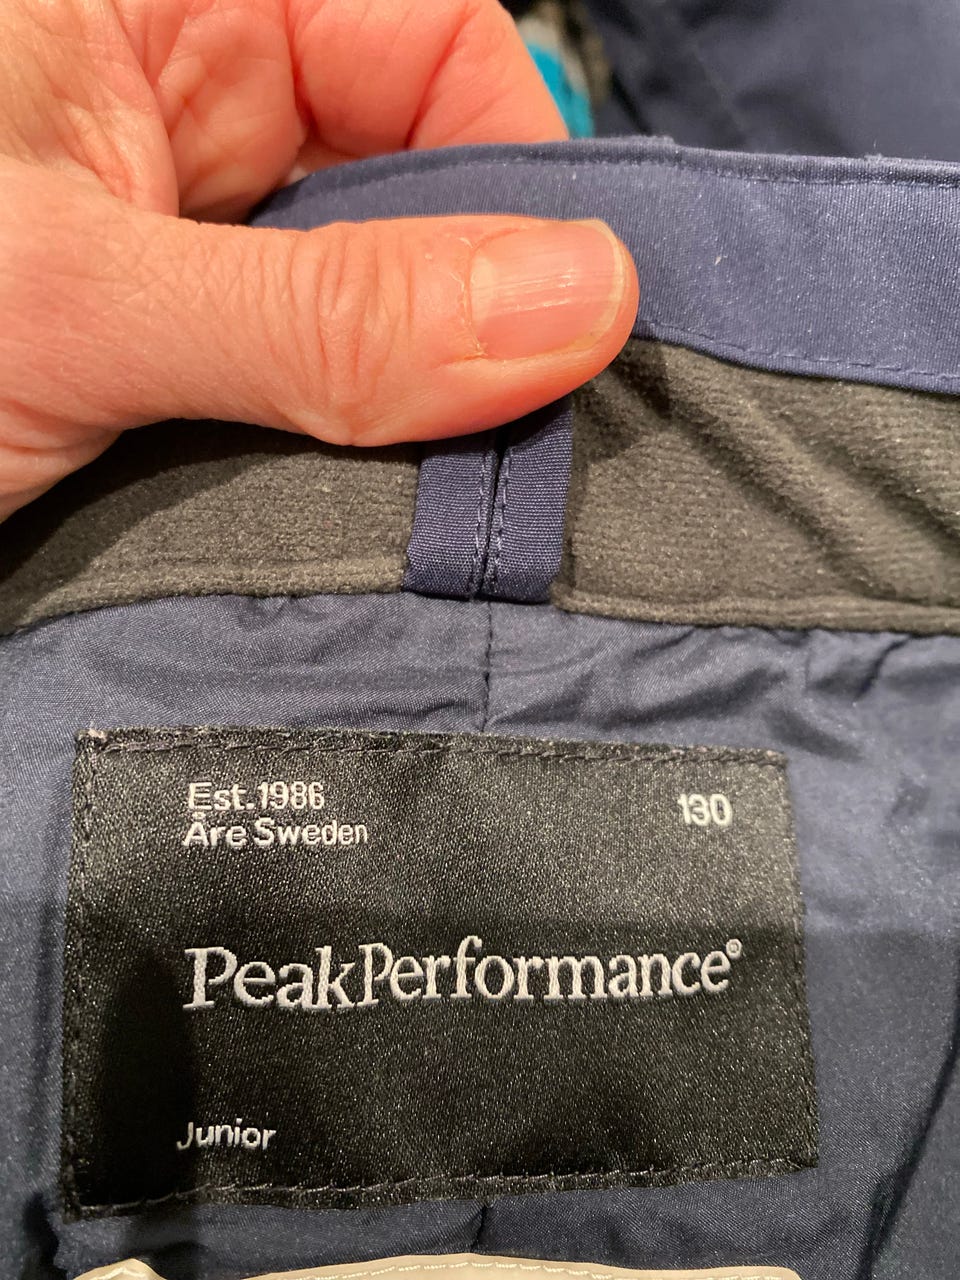 Est.1986
Åre Sweden
130
PeakPerformance®
Junior